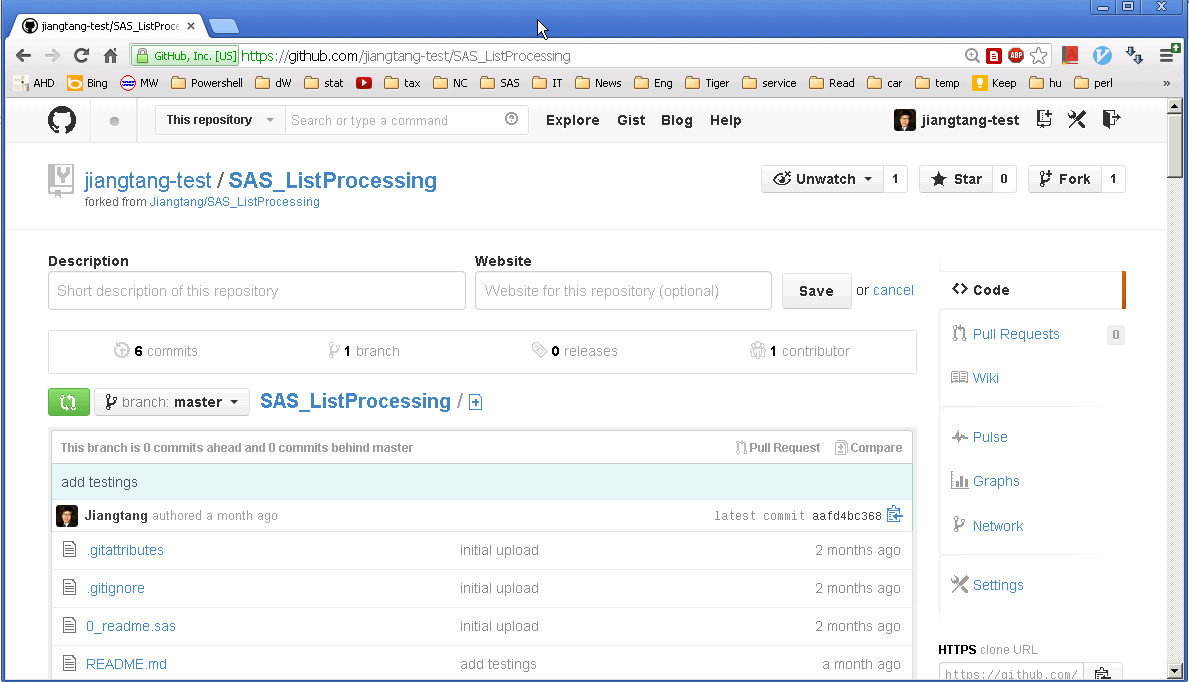 jiangtang-test/SAS_ListProce
GitHub, Inc. [US] https://github.com/jiangtang-test/SAS_ListProcessing ABP
AHD Bing MW Powershell dW stat tax NC SAS IT News Eng Tiger service Read car temp Keep hu perl »
This repository Search or type a command Explore Gist Blog Help jiangtang-test
jiangtang-test / SAS_ListProcessing Unwatch 1 Star 0 Fork 1
forked from Jiangtang/SAS_ListProcessing
Description Website
Short description of this repository Website for this repository (optional) Save or cancel
6 commits 1 branch 0 releases 1 contributor
branch: master SAS_ListProcessing /
This branch is 0 commits ahead and 0 commits behind master Pull Request Compare
add testings
Jiangtang authored a month ago latest commit aafd4bc368
.gitattributes initial upload 2 months ago
.gitignore initial upload 2 months ago
0_readme.sas initial upload 2 months ago
README.md add testings a month ago
Code
Pull Requests 0
Wiki
Pulse
Graphs
Network
Settings
HTTPS clone URL
https://github.com/